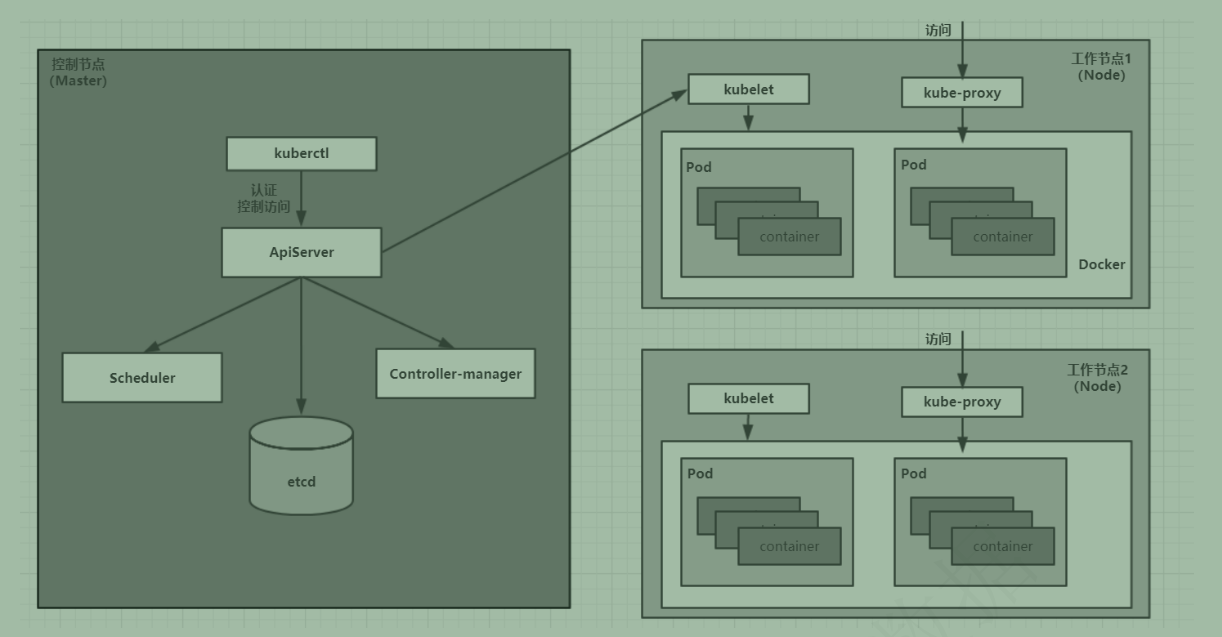 控制节点
(Master)
kuberctl
认证
控制访问
ApiServer
Scheduler
Controller-manager
etcd
访问
工作节点1
(Node)
kubelet
kube-proxy
Pod
container
Pod
container
Docker
访问
工作节点2
(Node)
kubelet
kube-proxy
Pod
container
Pod
container